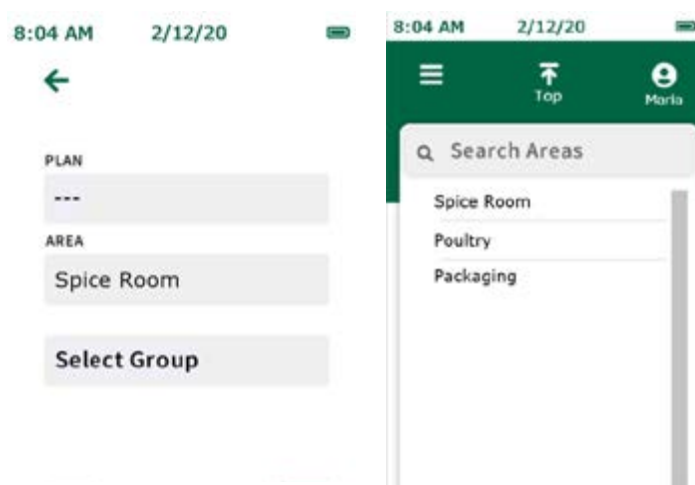 8:04 AM 2/12/20
PLAN
---
AREA
Spice Room
Select Group
8:04 AM 2/12/20
Top
Maria
Search Areas
Spice Room
Poultry
Packaging